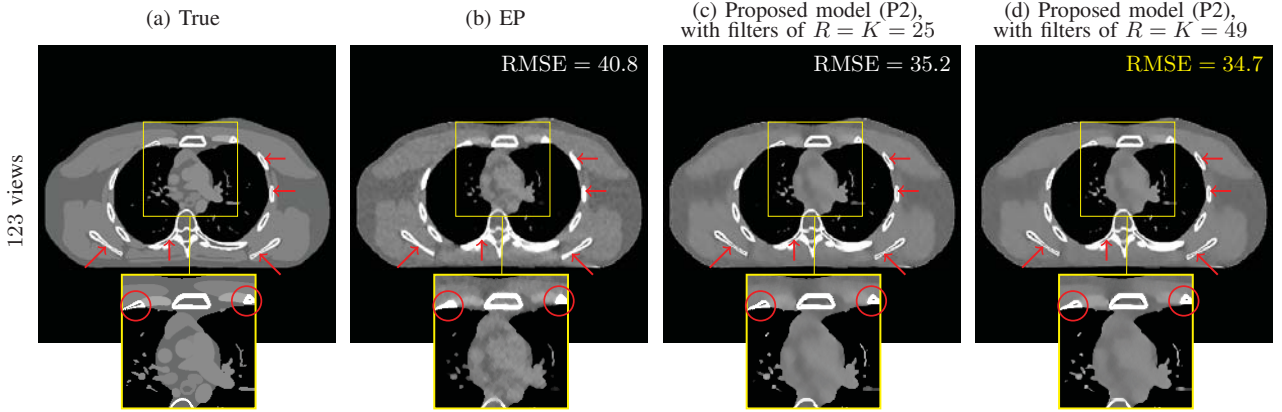 (a) True
(b) EP
(c) Proposed model (P2),
with filters of R = K = 25
(d) Proposed model (P2),
with filters of R = K = 49
123 views
RMSE = 40.8
RMSE = 35.2
RMSE = 34.7